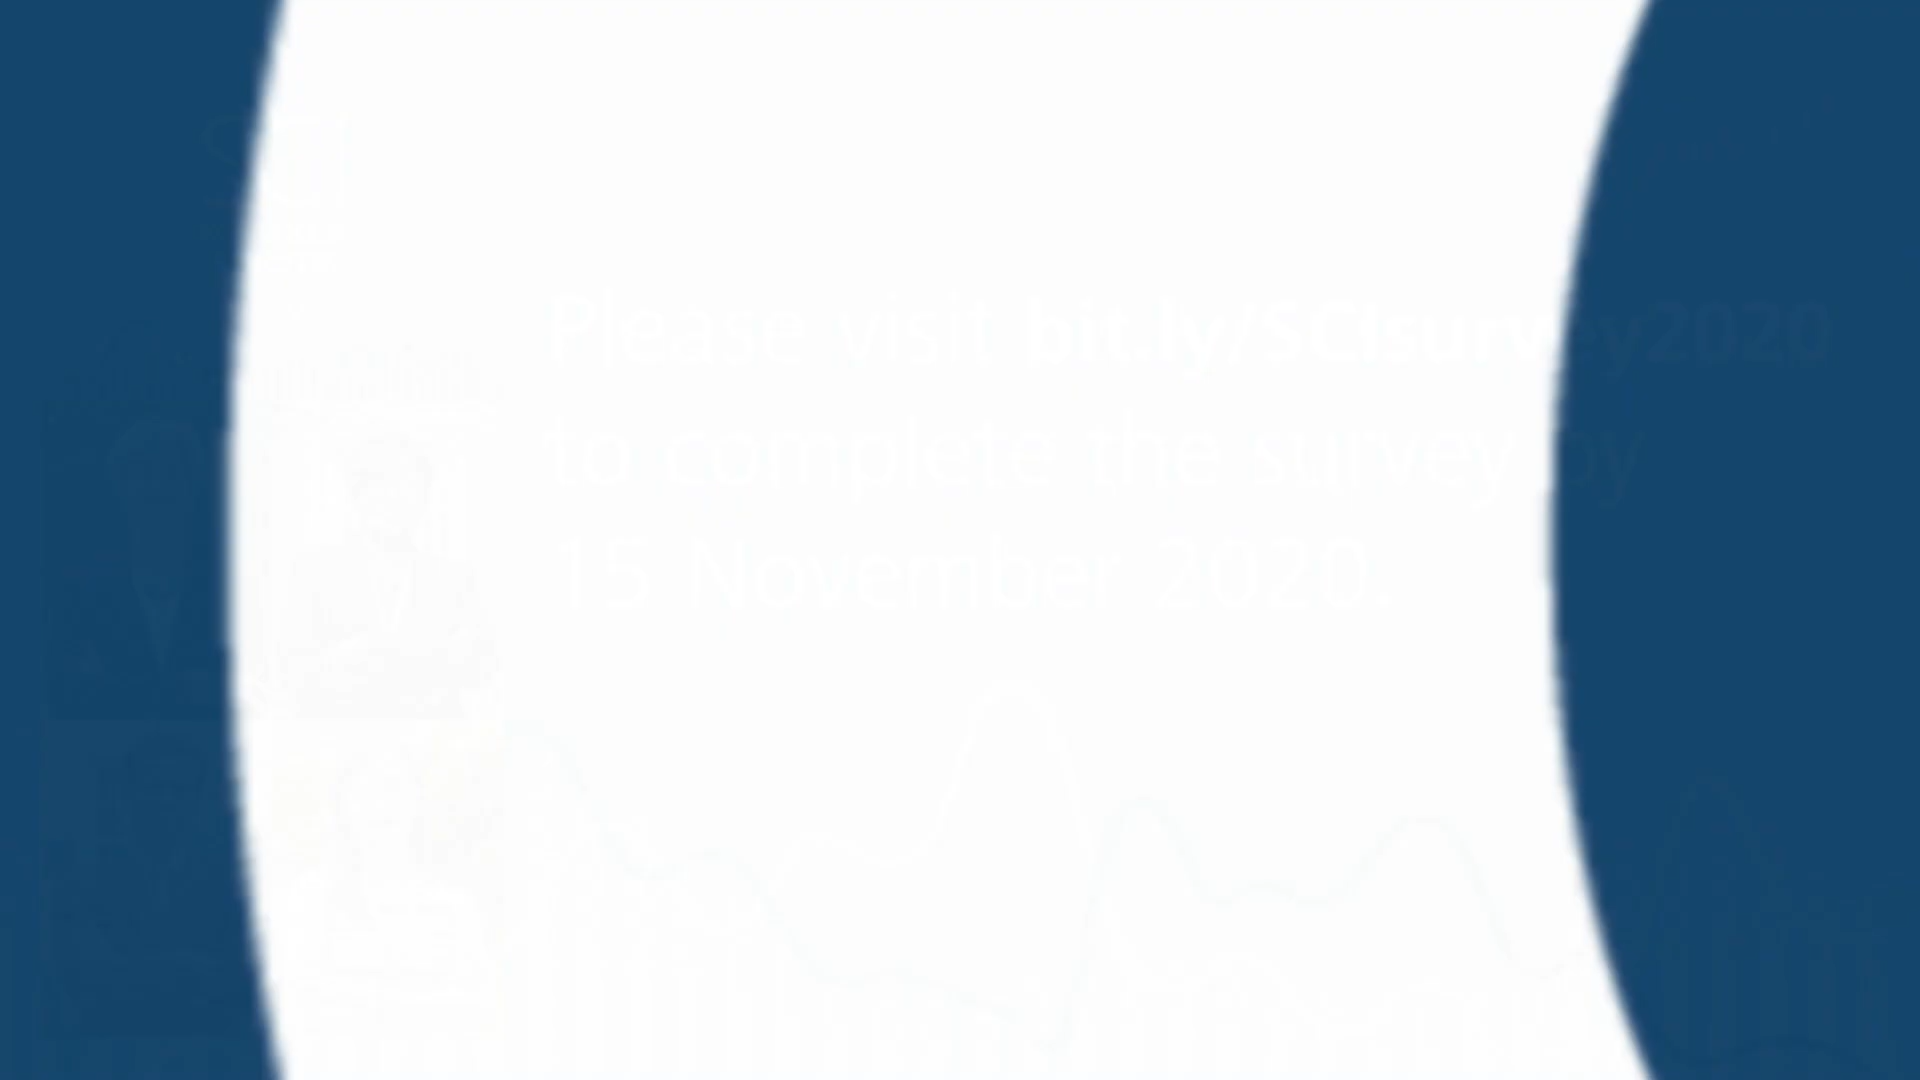 Please visit bit.ly/SCIsurvey2020
to complete the survey by
15 November 2020.